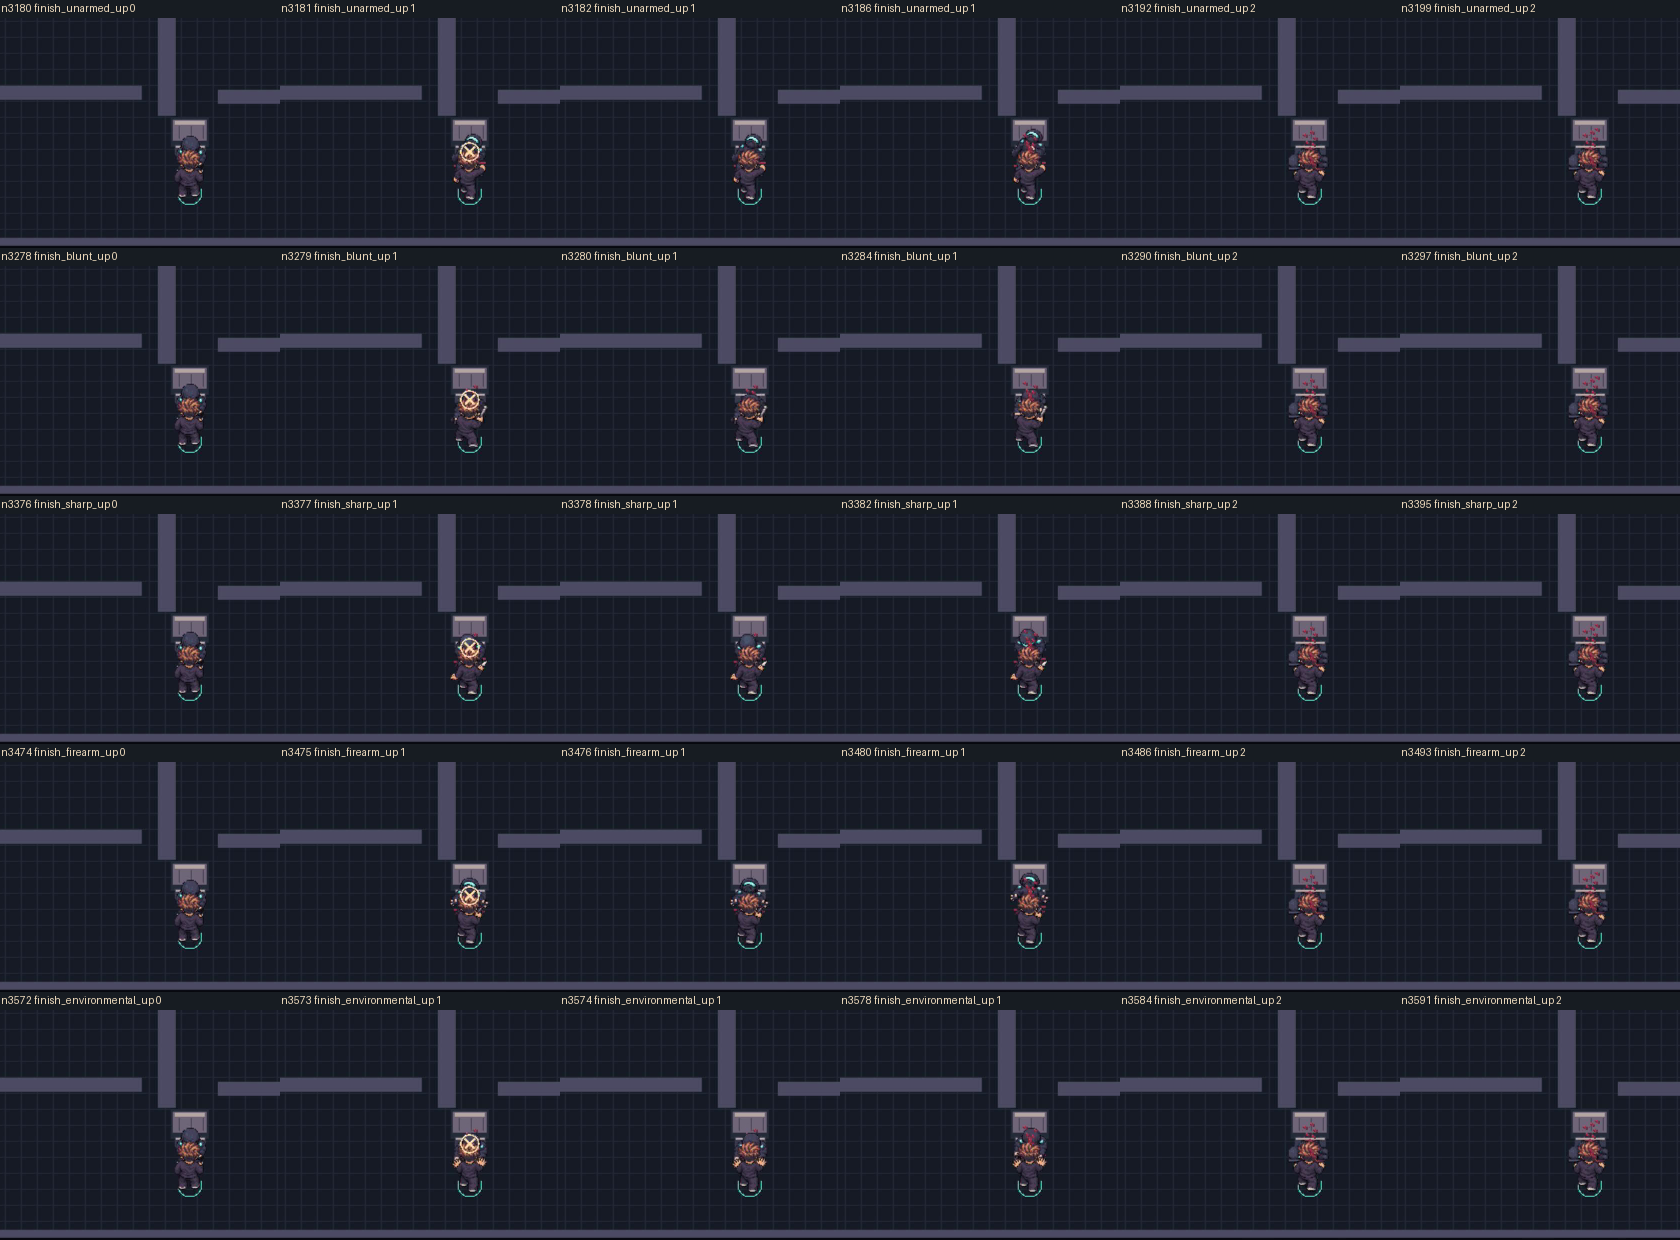 n3180 finish_unarmed_up 0
n3181 finish_unarmed_up 1
n3182 finish_unarmed_up 1
n3186 finish_unarmed_up 1
n3192 finish_unarmed_up 2
n3199 finish_unarmed_up 2
n3278 finish_blunt_up 0
n3279 finish_blunt_up 1
n3280 finish_blunt_up 1
n3284 finish_blunt_up 1
n3290 finish_blunt_up 2
n3297 finish_blunt_up 2
n3376 finish_sharp_up 0
n3377 finish_sharp_up 1
n3378 finish_sharp_up 1
n3382 finish_sharp_up 1
n3388 finish_sharp_up 2
n3395 finish_sharp_up 2
n3474 finish_firearm_up 0
n3475 finish_firearm_up 1
n3476 finish_firearm_up 1
n3480 finish_firearm_up 1
n3486 finish_firearm_up 2
n3493 finish_firearm_up 2
n3572 finish_environmental_up 0
n3573 finish_environmental_up 1
n3574 finish_environmental_up 1
n3578 finish_environmental_up 1
n3584 finish_environmental_up 2
n3591 finish_environmental_up 2